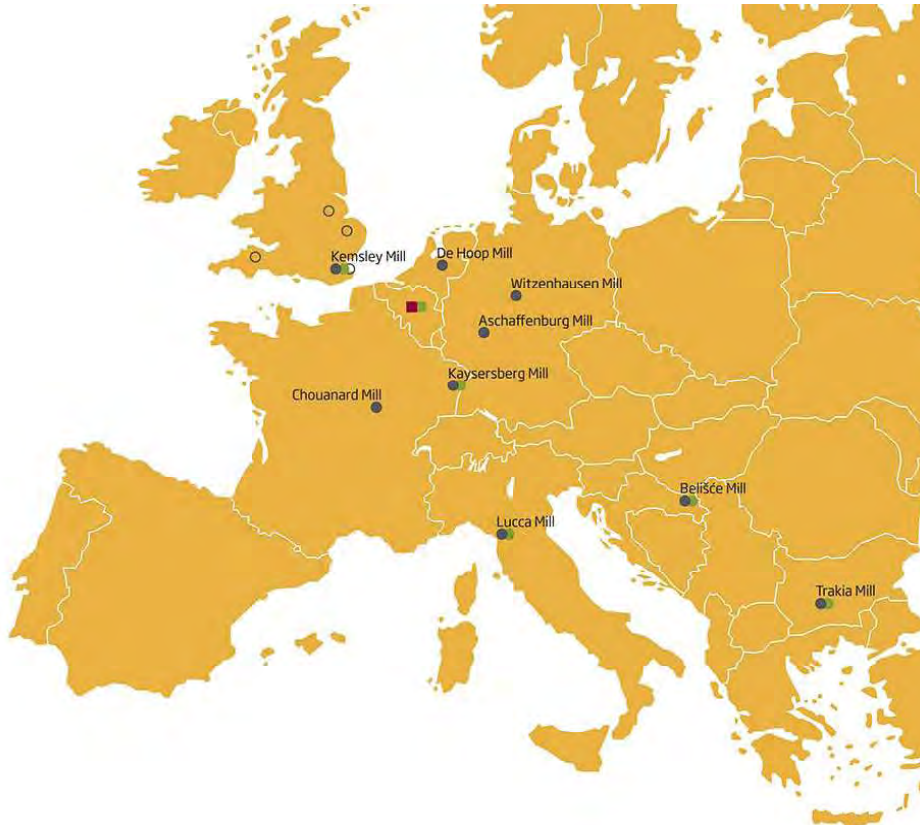 Kemsley Mill
De Hoop Mill
Witzenhausen Mill
Aschaffenburg Mill
Kaysersberg Mill
Chouanard Mill
Belišće Mill
Lucca Mill
Trakia Mill